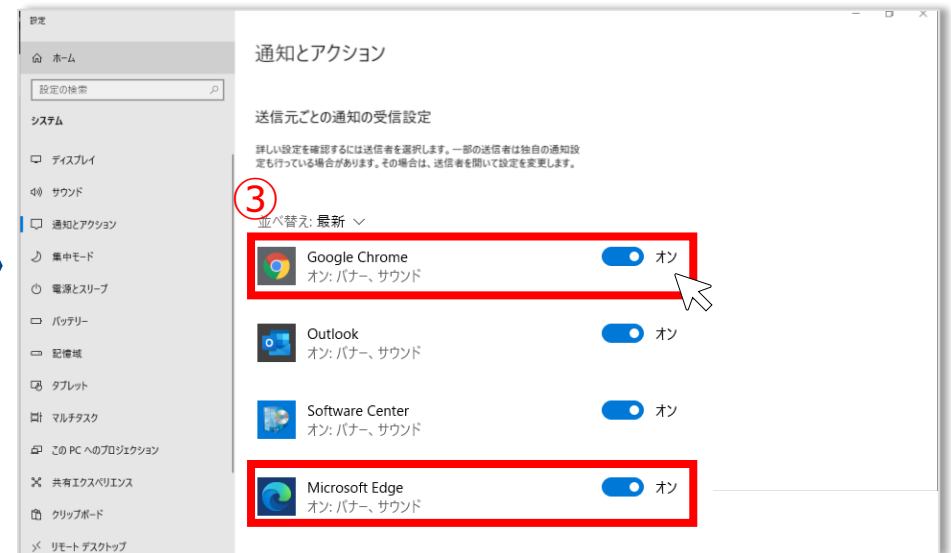 設定
ホーム
設定の検索
システム
ディスプレイ
サウンド
通知とアクション
集中モード
電源とスリープ
バッテリー
記憶域
タブレット
マルチタスク
この PC へのプロジェクション
共有エクスペリエンス
クリップボード
リモート デスクトップ
通知とアクション
送信元ごとの通知の受信設定
詳しい設定を確認するには送信者を選択します。一部の送信者は独自の通知設
定も行っている場合があります。その場合は、送信者を開いて設定を変更します。
③
並べ替え: 最新
Google Chrome オン
オン: バナー、サウンド
Outlook オン
オン: バナー、サウンド
Software Center オン
オン: バナー、サウンド
Microsoft Edge オン
オン: バナー、サウンド